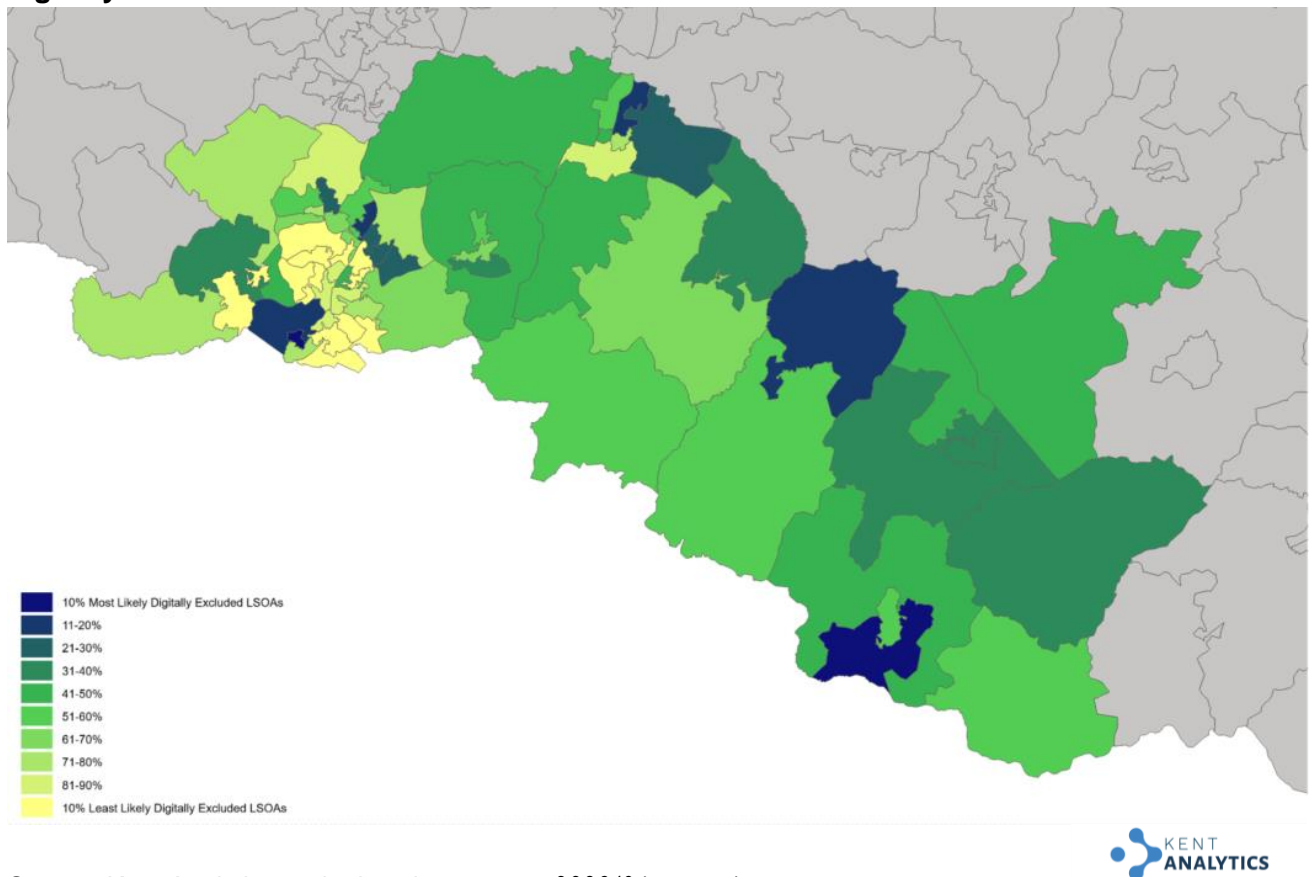 10% Most Likely Digitally Excluded LSOAs
11-20%
21-30%
31-40%
41-50%
51-60%
61-70%
71-80%
81-90%
10% Least Likely Digitally Excluded LSOAs
KENT
ANALYTICS